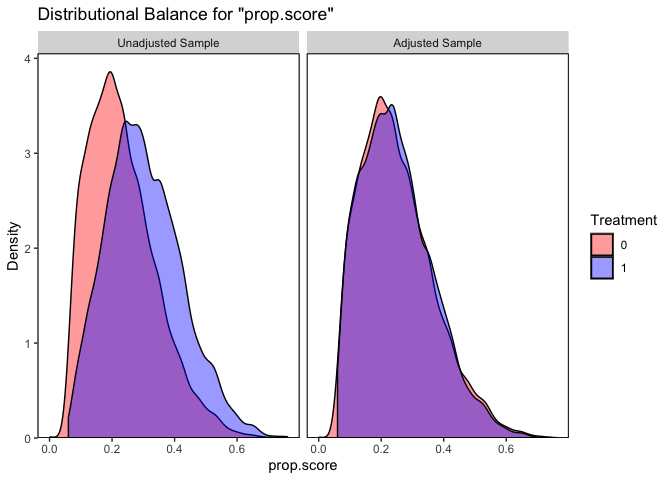 Distributional Balance for "prop.score"
Unadjusted Sample
Adjusted Sample
4
3
2
1
0
Density
0.0 0.2 0.4 0.6
0.0 0.2 0.4 0.6
prop.score
Treatment
0
1